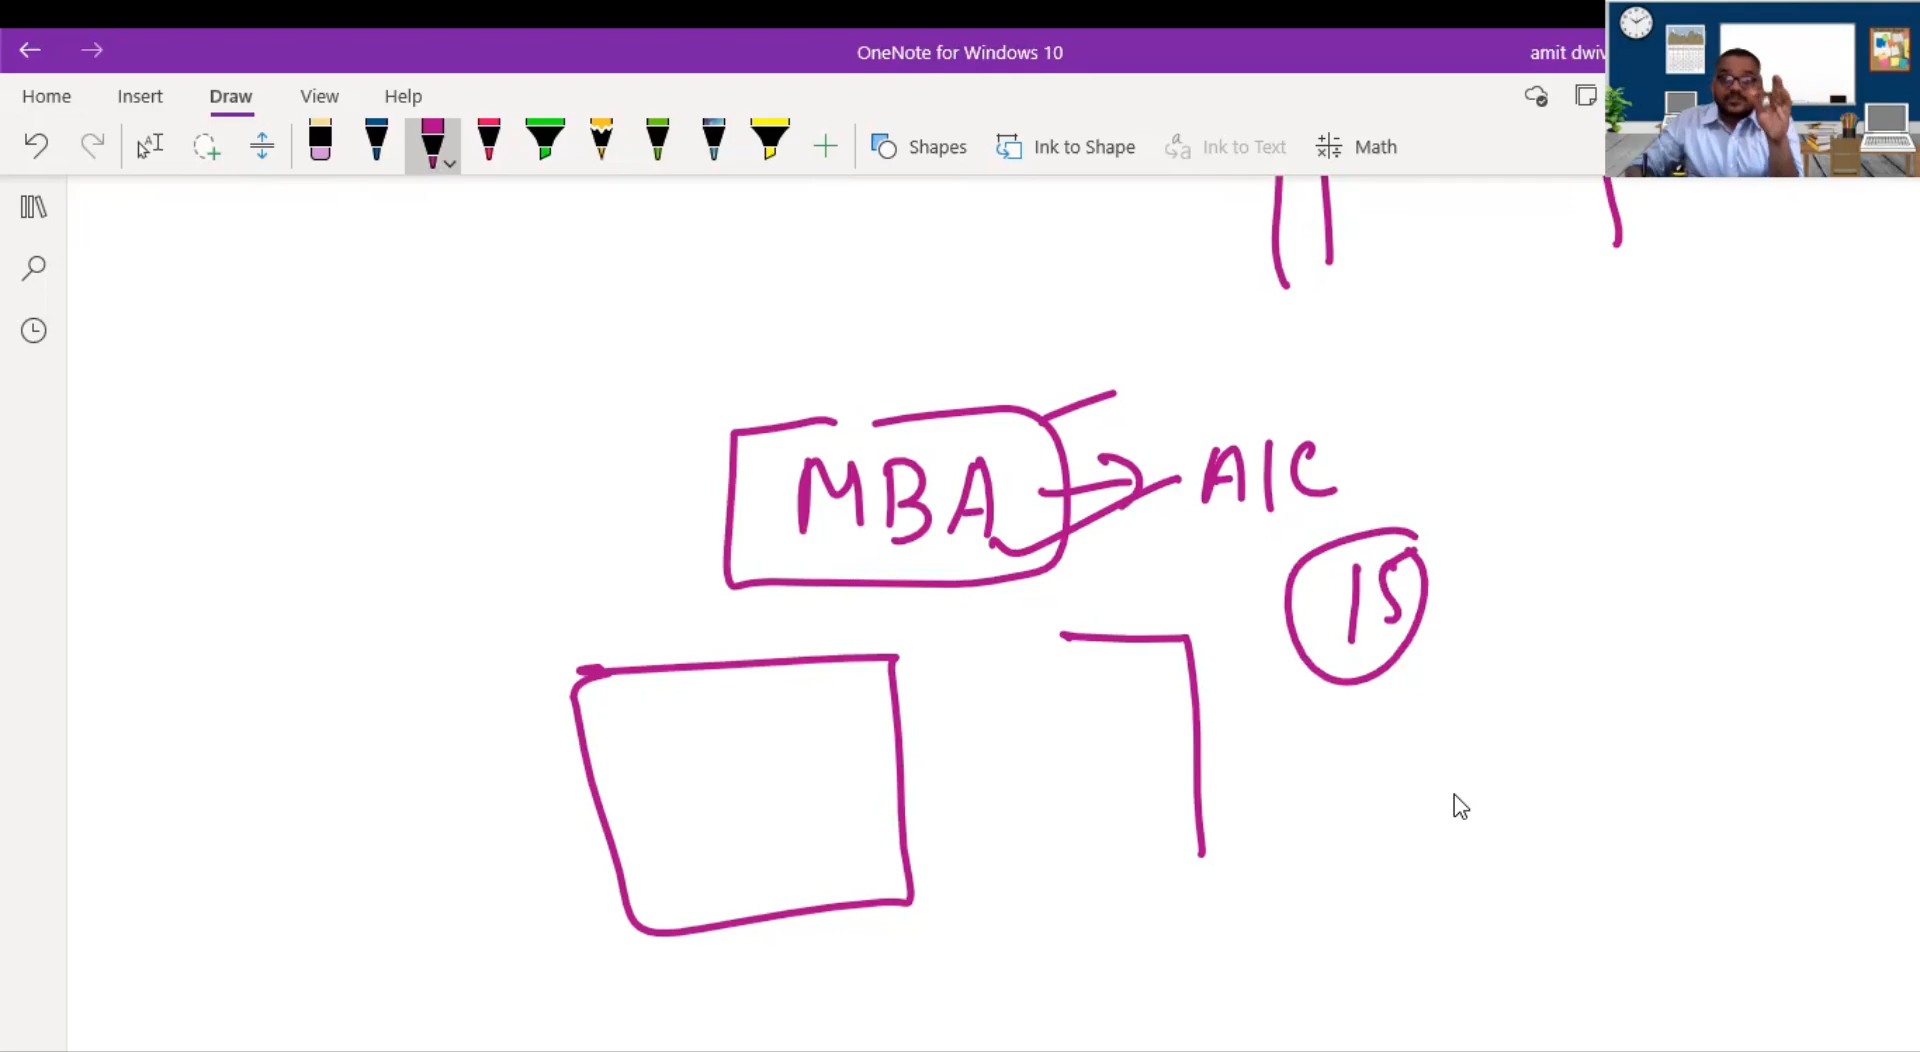 OneNote for Windows 10
amit dwiv
Home Insert Draw View Help
Shapes Ink to Shape Ink to Text Math
MBA A/C
15